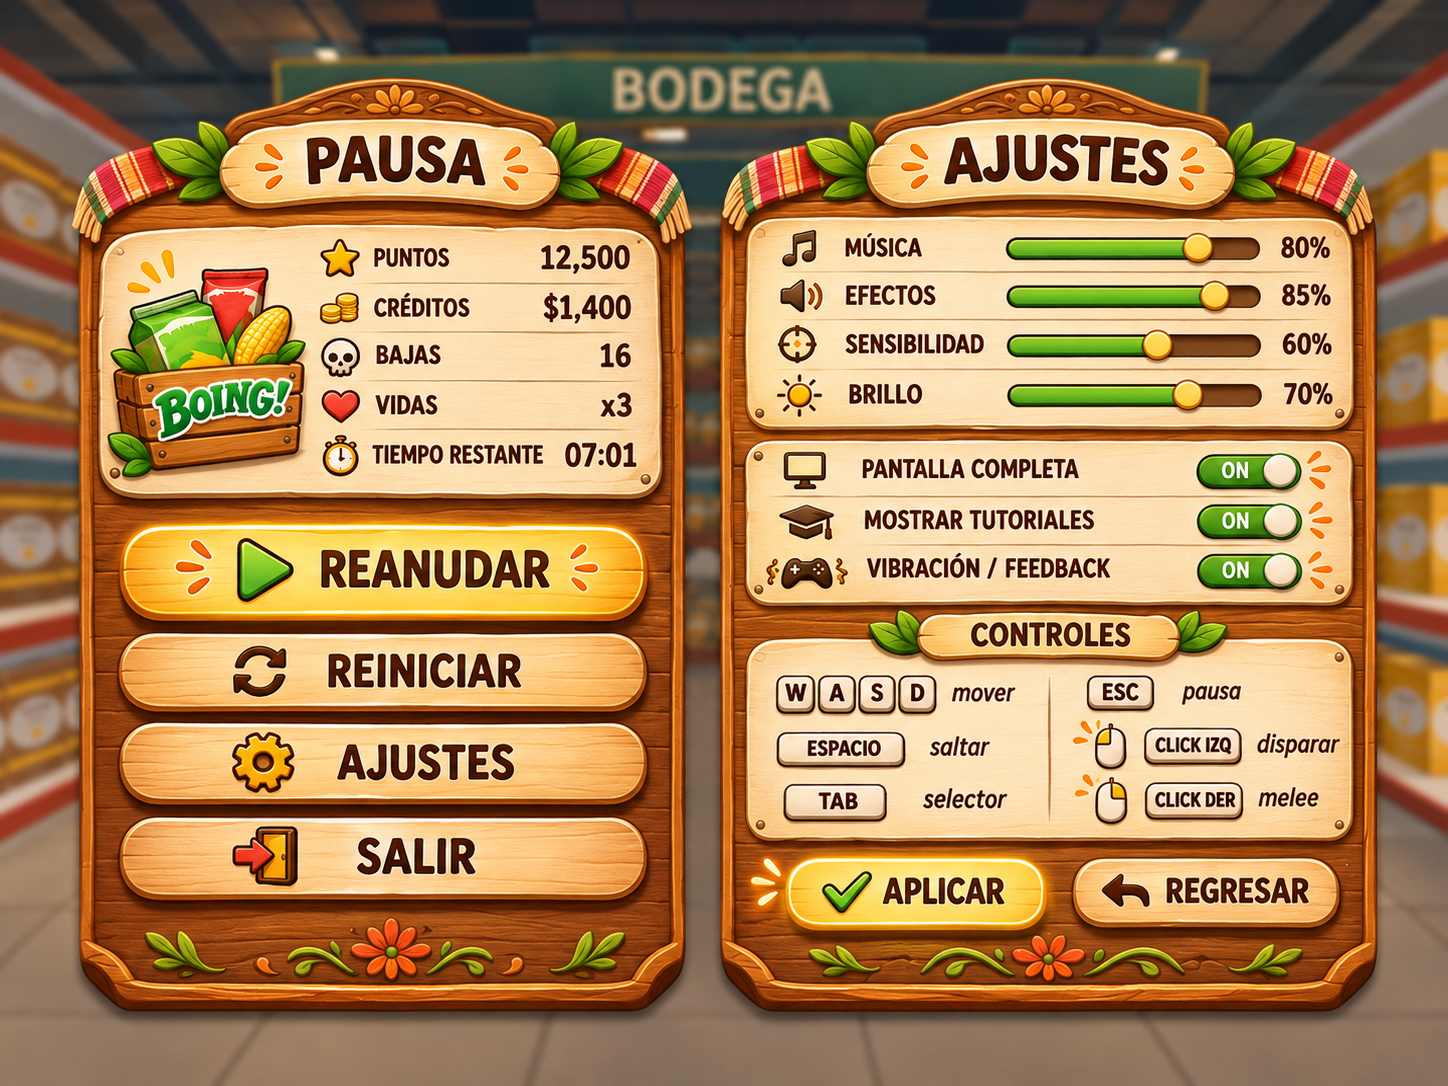 BODEGA
PAUSA
PUNTOS 12,500
CRÉDITOS $1,400
BAJAS 16
VIDAS x3
TIEMPO RESTANTE 07:01
BOING!
REANUDAR
REINICIAR
AJUSTES
SALIR
AJUSTES
MÚSICA 80%
EFECTOS 85%
SENSIBILIDAD 60%
BRILLO 70%
PANTALLA COMPLETA ON
MOSTRAR TUTORIALES ON
VIBRACIÓN / FEEDBACK ON
CONTROLES
W A S D mover
ESPACIO saltar
TAB selector
ESC pausa
CLICK IZQ disparar
CLICK DER melee
APLICAR
REGRESAR